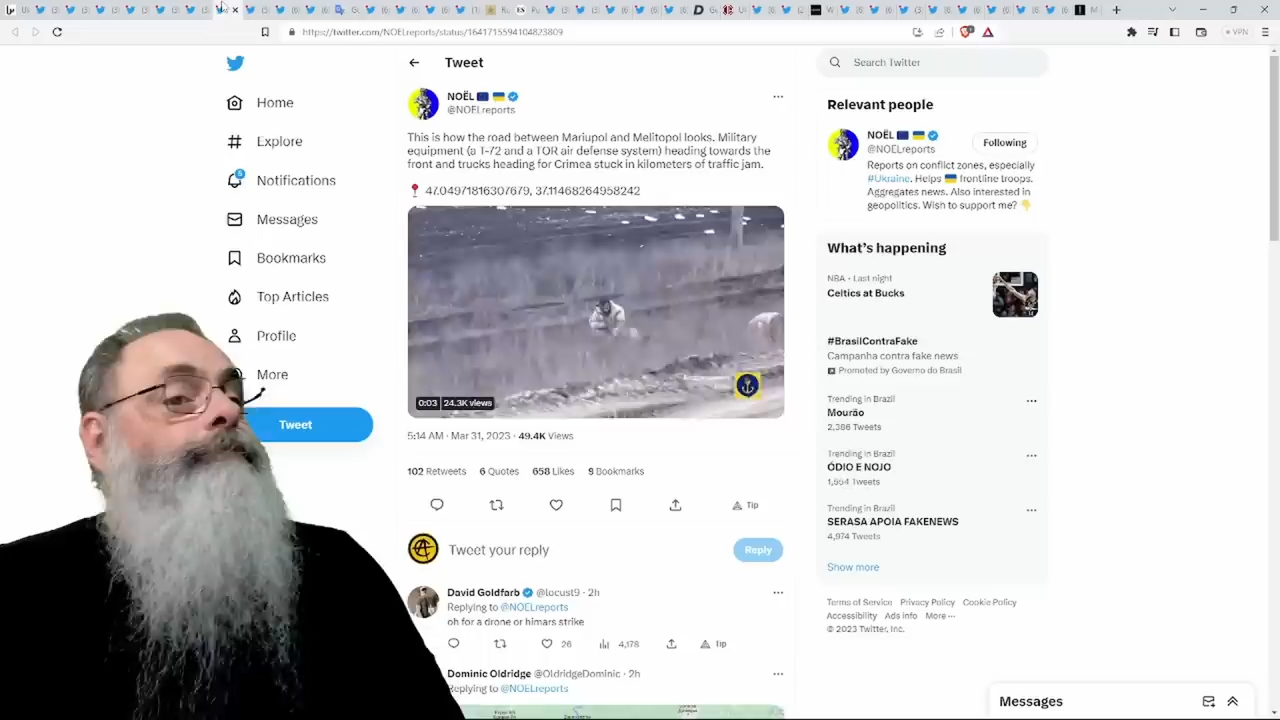 https://twitter.com/NOELreports/status/1641715594104823809
VPN
Home
Explore
5
Notifications
Messages
Bookmarks
Top Articles
Profile
More
Tweet
Tweet
NOËL
@NOELreports
This is how the road between Mariupol and Melitopol looks. Military
equipment (a T-72 and a TOR air defense system) heading towards the
front and trucks heading for Crimea stuck in kilometers of traffic jam.
47.04971816307679, 37.11468264958242
0:03 24.3K views
5:14 AM · Mar 31, 2023 · 49.4K Views
102 Retweets 6 Quotes 658 Likes 9 Bookmarks
Tip
Tweet your reply
Reply
David Goldfarb @locust9 · 2h
Replying to @NOELreports
oh for a drone or himars strike
26 4,178 Tip
Dominic Oldridge @OldridgeDominic · 2h
Replying to @NOELreports
Search Twitter
Relevant people
NOËL
@NOELreports
Following
Reports on conflict zones, especially
#Ukraine. Helps frontline troops.
Aggregates news. Also interested in
geopolitics. Wish to support me?
What's happening
NBA · Last night
Celtics at Bucks
#BrasilContraFake
Campanha contra fake news
Promoted by Governo do Brasil
Trending in Brazil
Mourão
2,386 Tweets
Trending in Brazil
ÓDIO E NOJO
1,554 Tweets
Trending in Brazil
SERASA APOIA FAKENEWS
4,974 Tweets
Show more
Terms of Service Privacy Policy Cookie Policy
Accessibility Ads info More ···
© 2023 Twitter, Inc.
Messages